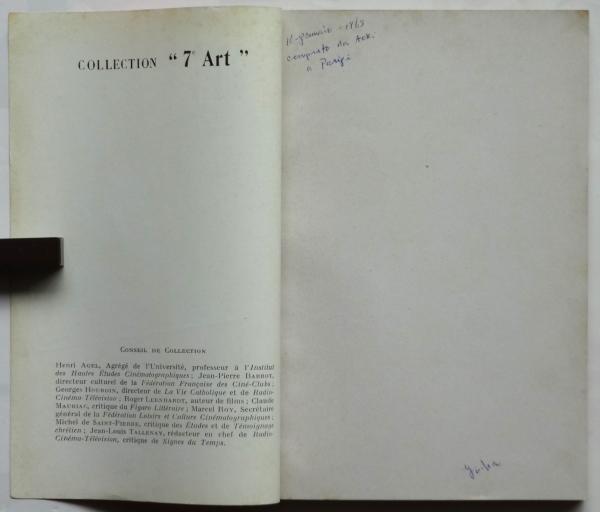 COLLECTION " 7e Art "
CONSEIL DE COLLECTION
Henri AGEL, Agrégé de l'Université, professeur à l'Institut
des Hautes Études Cinématographiques ; Jean-Pierre BARROT,
directeur culturel de la Fédération Française des Ciné-Clubs ;
Georges HOURDIN, directeur de La Vie Catholique et de Radio-
Cinéma-Télévision ; Roger LEENHARDT, auteur de films ; Claude
MAURIAC, critique du Figaro Littéraire ; Marcel ROY, Secrétaire
général de la Fédération Loisirs et Culture Cinématographiques ;
Michel de SAINT-PIERRE, critique des Études et de Témoignage
chrétien ; Jean-Louis TALLENAY, rédacteur en chef de Radio-
Cinéma-Télévision, critique de Signes du Temps.
gennaio
comprato da
a Parigi